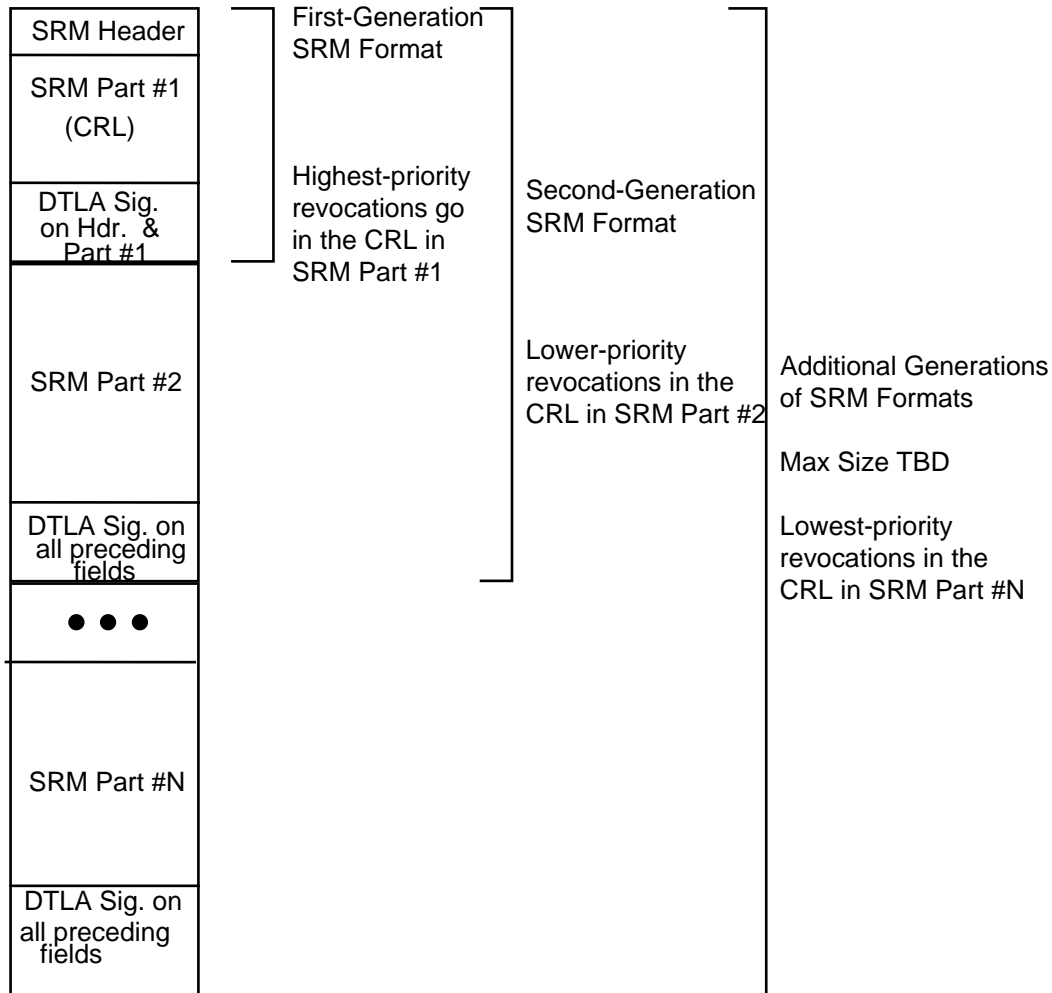 SRM Header
SRM Part #1
(CRL)
DTLA Sig.
on Hdr. &
Part #1
SRM Part #2
DTLA Sig. on
all preceding
fields
• • •
SRM Part #N
DTLA Sig. on
all preceding
fields
First-Generation
SRM Format
Highest-priority
revocations go
in the CRL in
SRM Part #1
Second-Generation
SRM Format
Lower-priority
revocations in the
CRL in SRM Part #2
Additional Generations
of SRM Formats
Max Size TBD
Lowest-priority
revocations in the
CRL in SRM Part #N